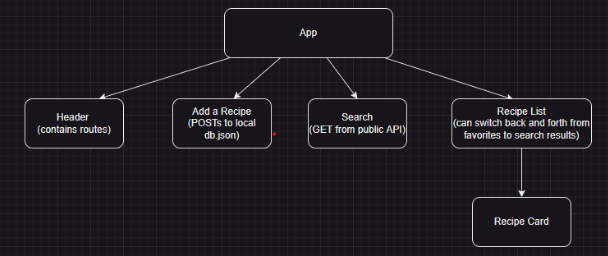 App
Header
(contains routes)
Add a Recipe
(POSTs to local
db.json)
Search
(GET from public API)
Recipe List
(can switch back and forth from
favorites to search results)
Recipe Card